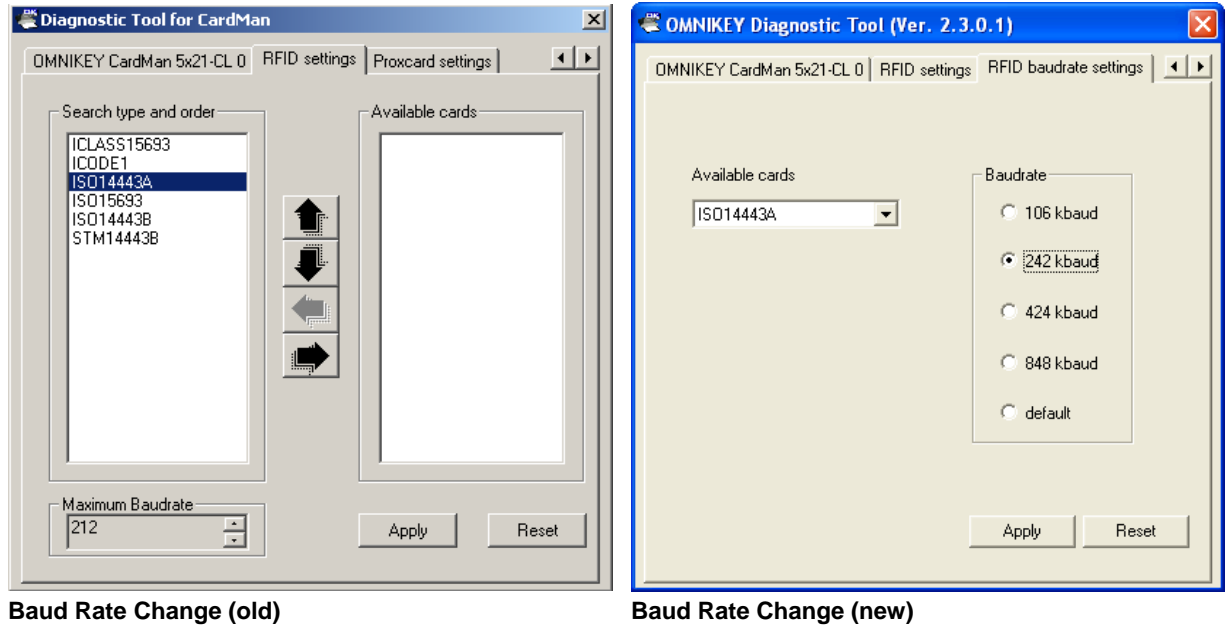 Diagnostic Tool for CardMan
OMNIKEY CardMan 5x21-CL 0
RFID settings
Proxcard settings
Search type and order
ICLASS15693
ICODE1
ISO14443A
ISO15693
ISO14443B
STM14443B
Available cards
Maximum Baudrate
212
Apply
Reset
Baud Rate Change (old)
OMNIKEY Diagnostic Tool (Ver. 2.3.0.1)
OMNIKEY CardMan 5x21-CL 0
RFID settings
RFID baudrate settings
Available cards
ISO14443A
Baudrate
106 kbaud
242 kbaud
424 kbaud
848 kbaud
default
Apply
Reset
Baud Rate Change (new)